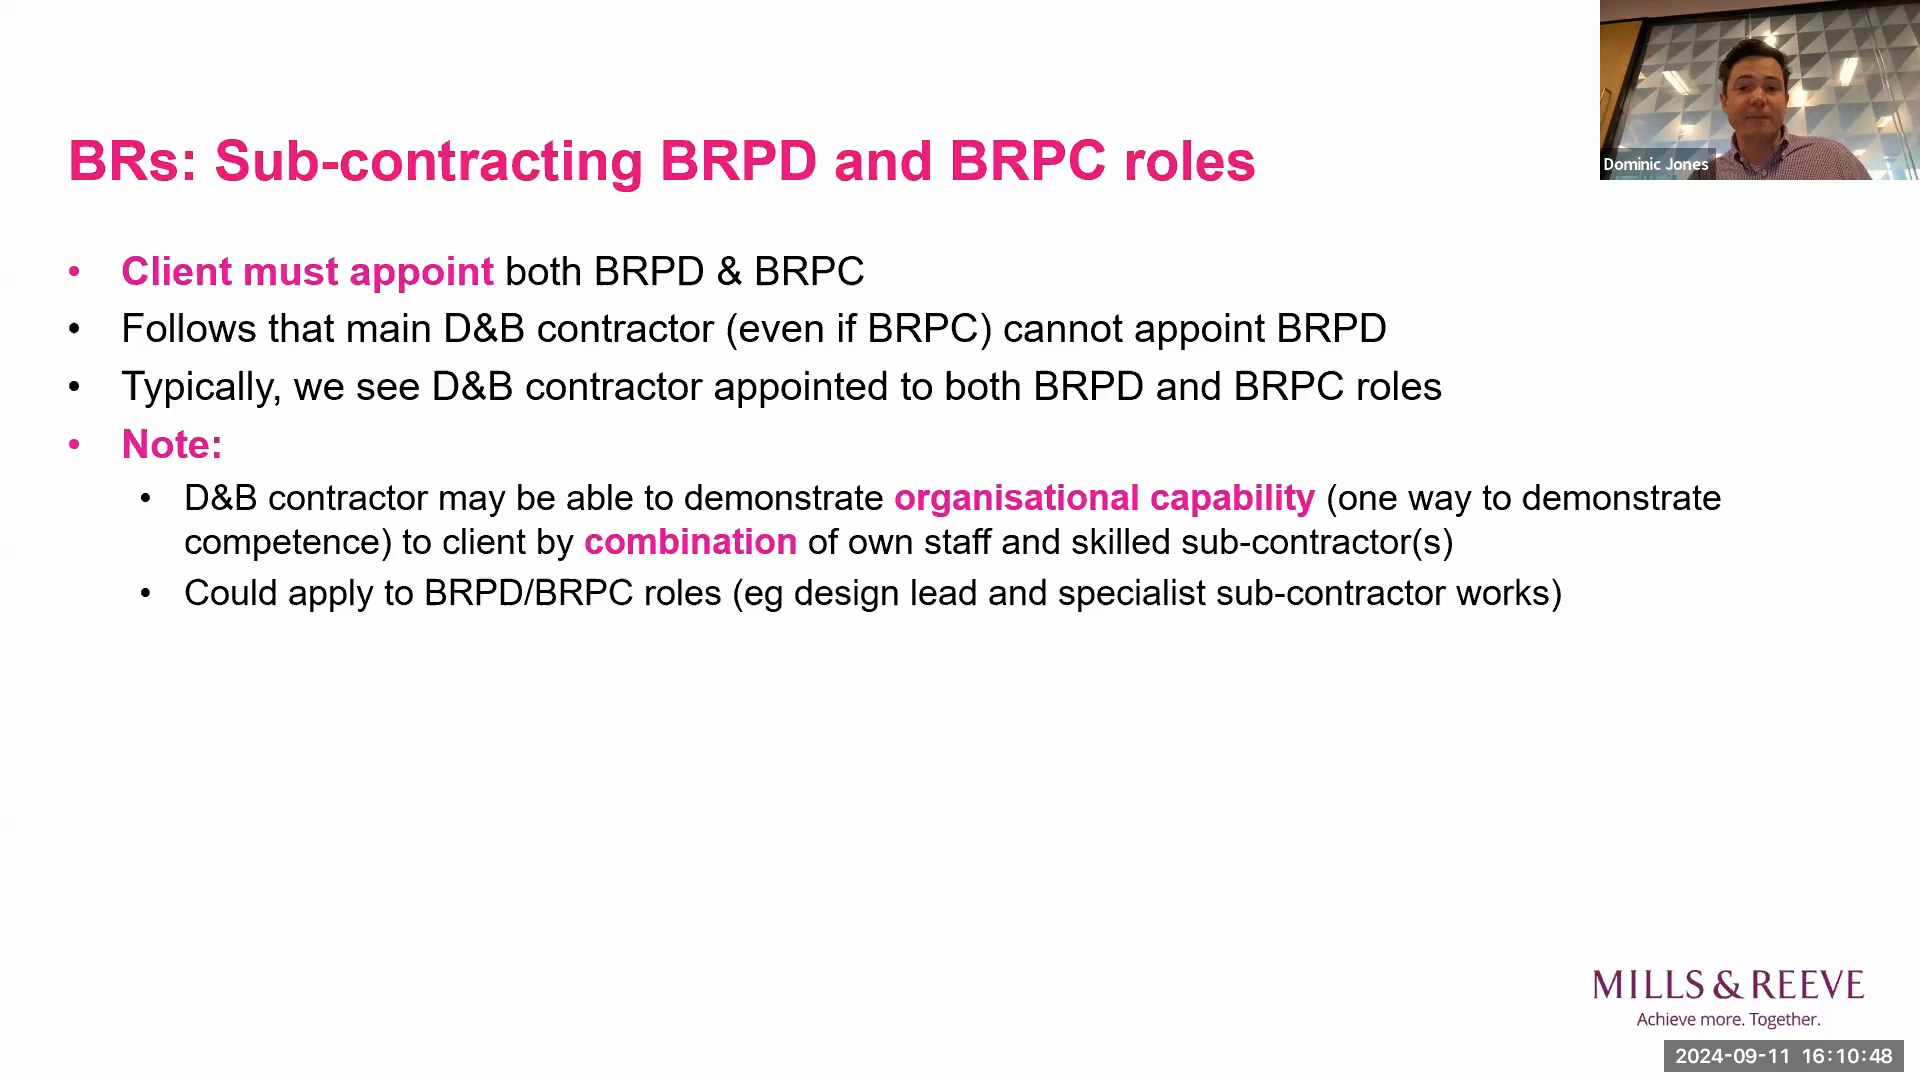 Dominic Jones
BRs: Sub-contracting BRPD and BRPC roles
• Client must appoint both BRPD & BRPC
• Follows that main D&B contractor (even if BRPC) cannot appoint BRPD
• Typically, we see D&B contractor appointed to both BRPD and BRPC roles
• Note:
• D&B contractor may be able to demonstrate organisational capability (one way to demonstrate
competence) to client by combination of own staff and skilled sub-contractor(s)
• Could apply to BRPD/BRPC roles (eg design lead and specialist sub-contractor works)
MILLS & REEVE
Achieve more. Together.
2024-09-11 16:10:48